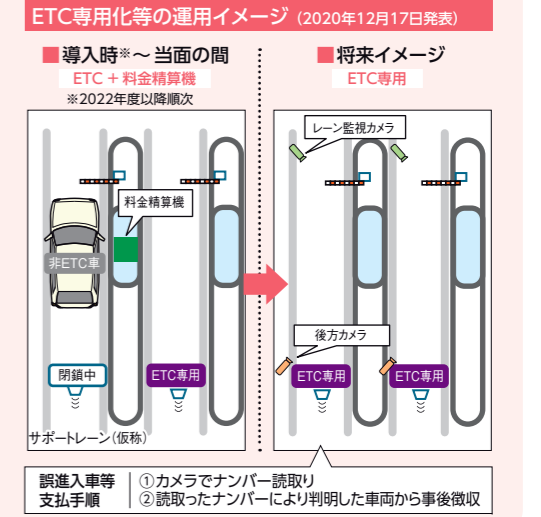 ETC専用化等の運用イメージ（2020年12月17日発表）
■導入時※～当面の間
ETC + 料金精算機
※2022年度以降順次
料金精算機
非ETC車
閉鎖中
ETC専用
サポートレーン（仮称）
■将来イメージ
ETC専用
レーン監視カメラ
後方カメラ
ETC専用
ETC専用
誤進入車等
支払手順
①カメラでナンバー読取り
②読取ったナンバーにより判明した車両から事後徴収